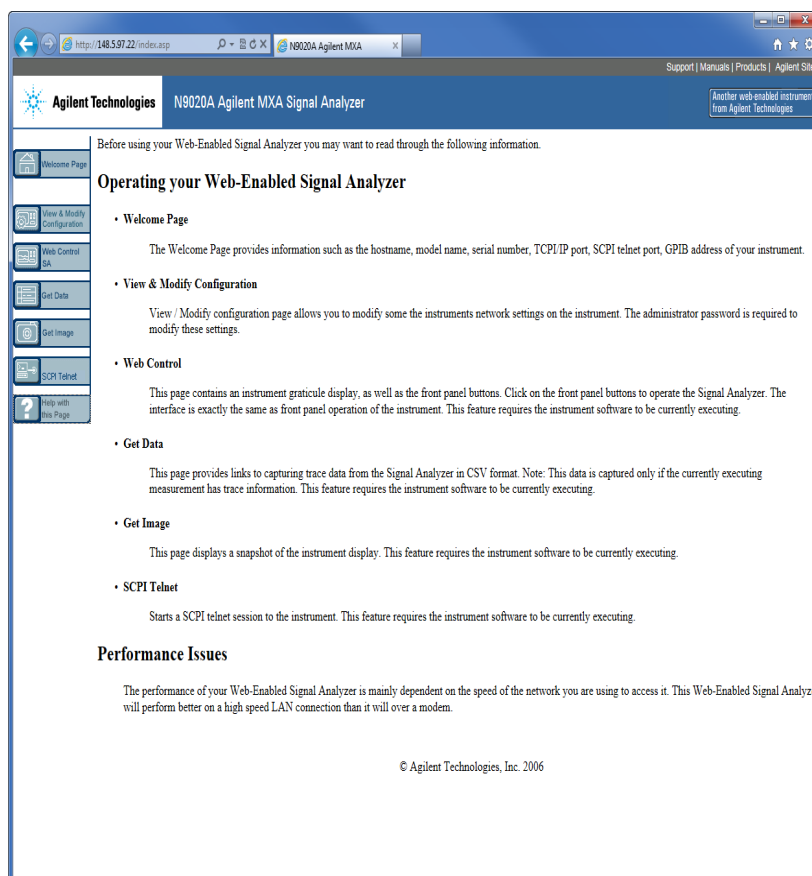 http://148.5.97.22/index.asp
N9020A Agilent MXA
Support | Manuals | Products | Agilent Site
Agilent Technologies
N9020A Agilent MXA Signal Analyzer
Another web-enabled instrument
from Agilent Technologies
Welcome Page
View & Modify
Configuration
Web Control
SA
Get Data
Get Image
SCPI Telnet
Help with
this Page
Before using your Web-Enabled Signal Analyzer you may want to read through the following information.
Operating your Web-Enabled Signal Analyzer
• Welcome Page
The Welcome Page provides information such as the hostname, model name, serial number, TCPI/IP port, SCPI telnet port, GPIB address of your instrument.
• View & Modify Configuration
View / Modify configuration page allows you to modify some the instruments network settings on the instrument. The administrator password is required to
modify these settings.
• Web Control
This page contains an instrument graticule display, as well as the front panel buttons. Click on the front panel buttons to operate the Signal Analyzer. The
interface is exactly the same as front panel operation of the instrument. This feature requires the instrument software to be currently executing.
• Get Data
This page provides links to capturing trace data from the Signal Analyzer in CSV format. Note: This data is captured only if the currently executing
measurement has trace information. This feature requires the instrument software to be currently executing.
• Get Image
This page displays a snapshot of the instrument display. This feature requires the instrument software to be currently executing.
• SCPI Telnet
Starts a SCPI telnet session to the instrument. This feature requires the instrument software to be currently executing.
Performance Issues
The performance of your Web-Enabled Signal Analyzer is mainly dependent on the speed of the network you are using to access it. This Web-Enabled Signal Analyz
will perform better on a high speed LAN connection than it will over a modem.
© Agilent Technologies, Inc. 2006